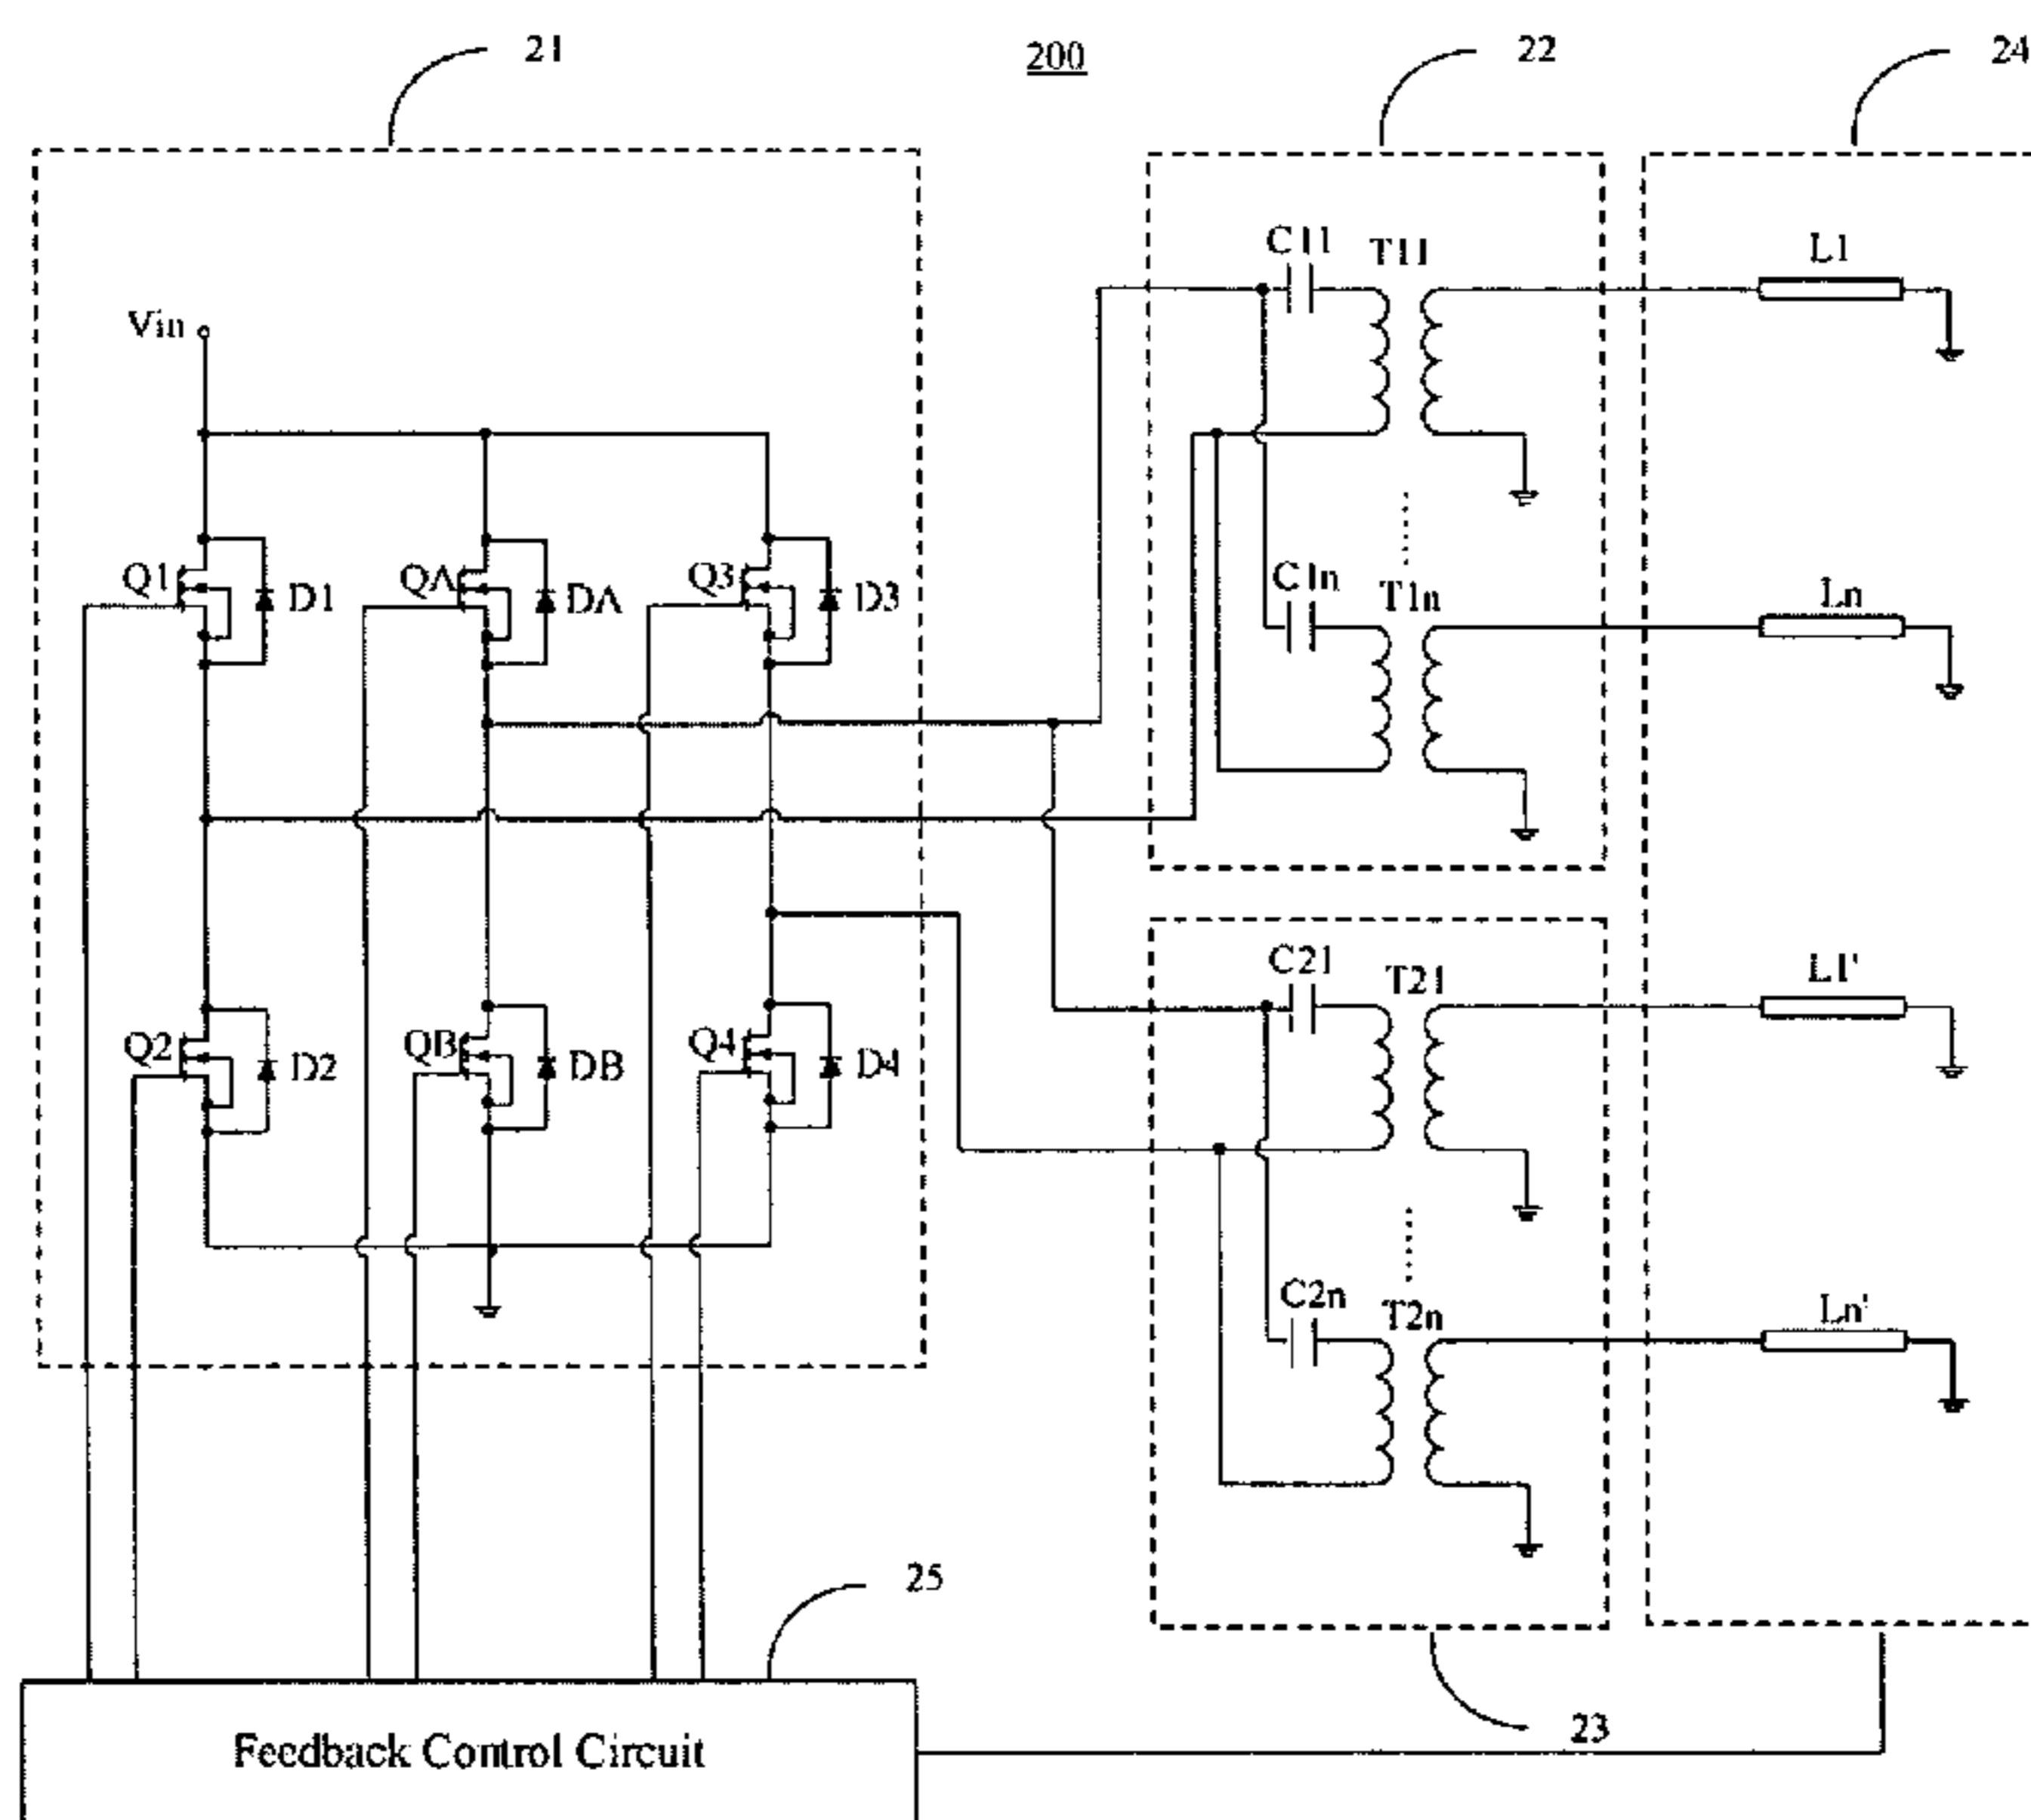 21
200
22
24
C11
T11
L1
Vin
Q1
D1
QA
DA
Q3
D3
C1n
T1n
Ln
C21
T21
L1'
Q2
D2
QB
DB
Q4
D4
C2n
T2n
Ln'
25
23
Feedback Control Circuit